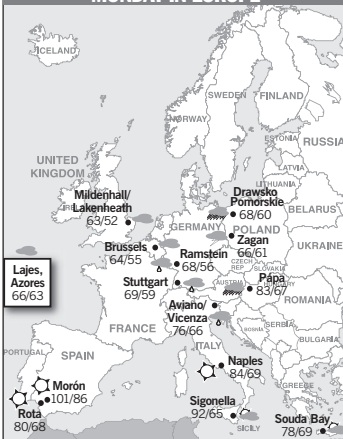 MONDAY IN EUROPE
ICELAND
SWEDEN
FINLAND
NORWAY
ESTONIA
RUSSIA
LATVIA
UNITED
KINGDOM
LITHUANIA
Drawsko
Pomorskie
68/60
Mildenhall/
Lakenheath
63/52
BELARUS
GERMANY
POLAND
Zagan
66/61
Brussels
64/55
Ramstein
68/56
UKRAINE
CZECH
REP
SLOVAKIA
Lajes,
Azores
66/63
Stuttgart
69/59
AUSTRIA
Pápa
83/67
HUNGARY
Aviano/
Vicenza
76/66
ROMANIA
FRANCE
BOSNIA
SERBIA
BULGARIA
ITALY
PORTUGAL
SPAIN
Naples
84/69
Morón
101/86
GREECE
Rota
80/68
Sigonella
92/65
SICILY
Souda Bay
78/69